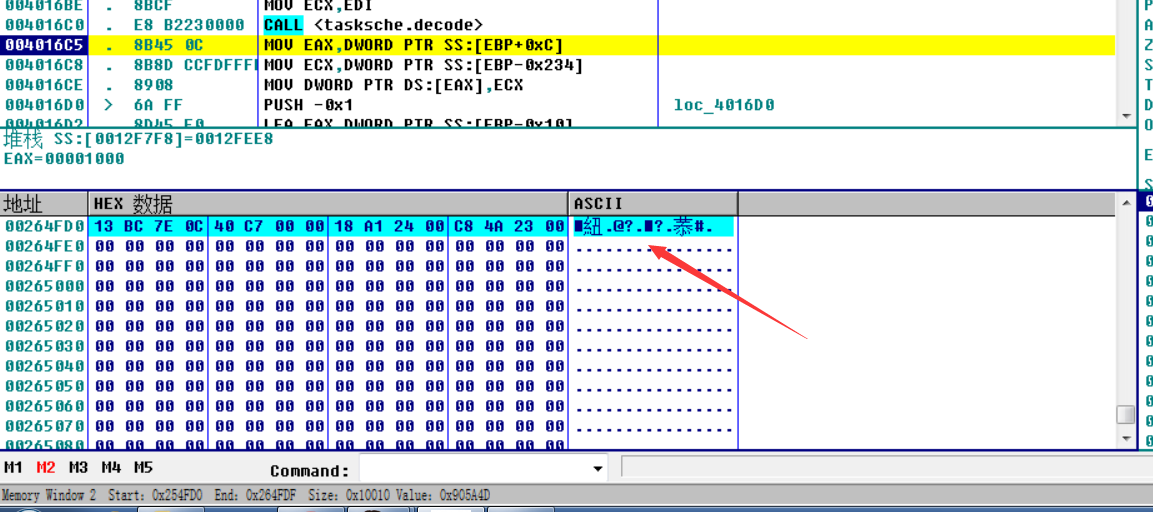 004016BE . 8BCF MOV ECX,EDI
004016C0 . E8 B2230000 CALL <tasksche.decode>
004016C5 . 8B45 0C MOV EAX,DWORD PTR SS:[EBP+0xC]
004016C8 . 8B8D CCFDFFF MOV ECX,DWORD PTR SS:[EBP-0x234]
004016CE . 8908 MOV DWORD PTR DS:[EAX],ECX
004016D0 > 6A FF PUSH -0x1 loc_4016D0
004016D2 . 8D45 F0 LEA EAX,DWORD PTR SS:[EBP-0x10]
堆栈 SS:[0012F7F8]=0012FEE8
EAX=00001000
地址 HEX 数据 ASCII
00264FD0 13 BC 7E 0C 40 C7 00 00 18 A1 24 00 C8 4A 23 00 ■紐.@?.■?.菾#.
00264FE0 00 00 00 00 00 00 00 00 00 00 00 00 00 00 00 00 ................
00264FF0 00 00 00 00 00 00 00 00 00 00 00 00 00 00 00 00 ................
00265000 00 00 00 00 00 00 00 00 00 00 00 00 00 00 00 00 ................
00265010 00 00 00 00 00 00 00 00 00 00 00 00 00 00 00 00 ................
00265020 00 00 00 00 00 00 00 00 00 00 00 00 00 00 00 00 ................
00265030 00 00 00 00 00 00 00 00 00 00 00 00 00 00 00 00 ................
00265040 00 00 00 00 00 00 00 00 00 00 00 00 00 00 00 00 ................
00265050 00 00 00 00 00 00 00 00 00 00 00 00 00 00 00 00 ................
00265060 00 00 00 00 00 00 00 00 00 00 00 00 00 00 00 00 ................
00265070 00 00 00 00 00 00 00 00 00 00 00 00 00 00 00 00 ................
00265080 00 00 00 00 00 00 00 00 00 00 00 00 00 00 00 00 ................
M1 M2 M3 M4 M5 Command:
Memory Window 2 Start: 0x254FD0 End: 0x264FDF Size: 0x10010 Value: 0x905A4D